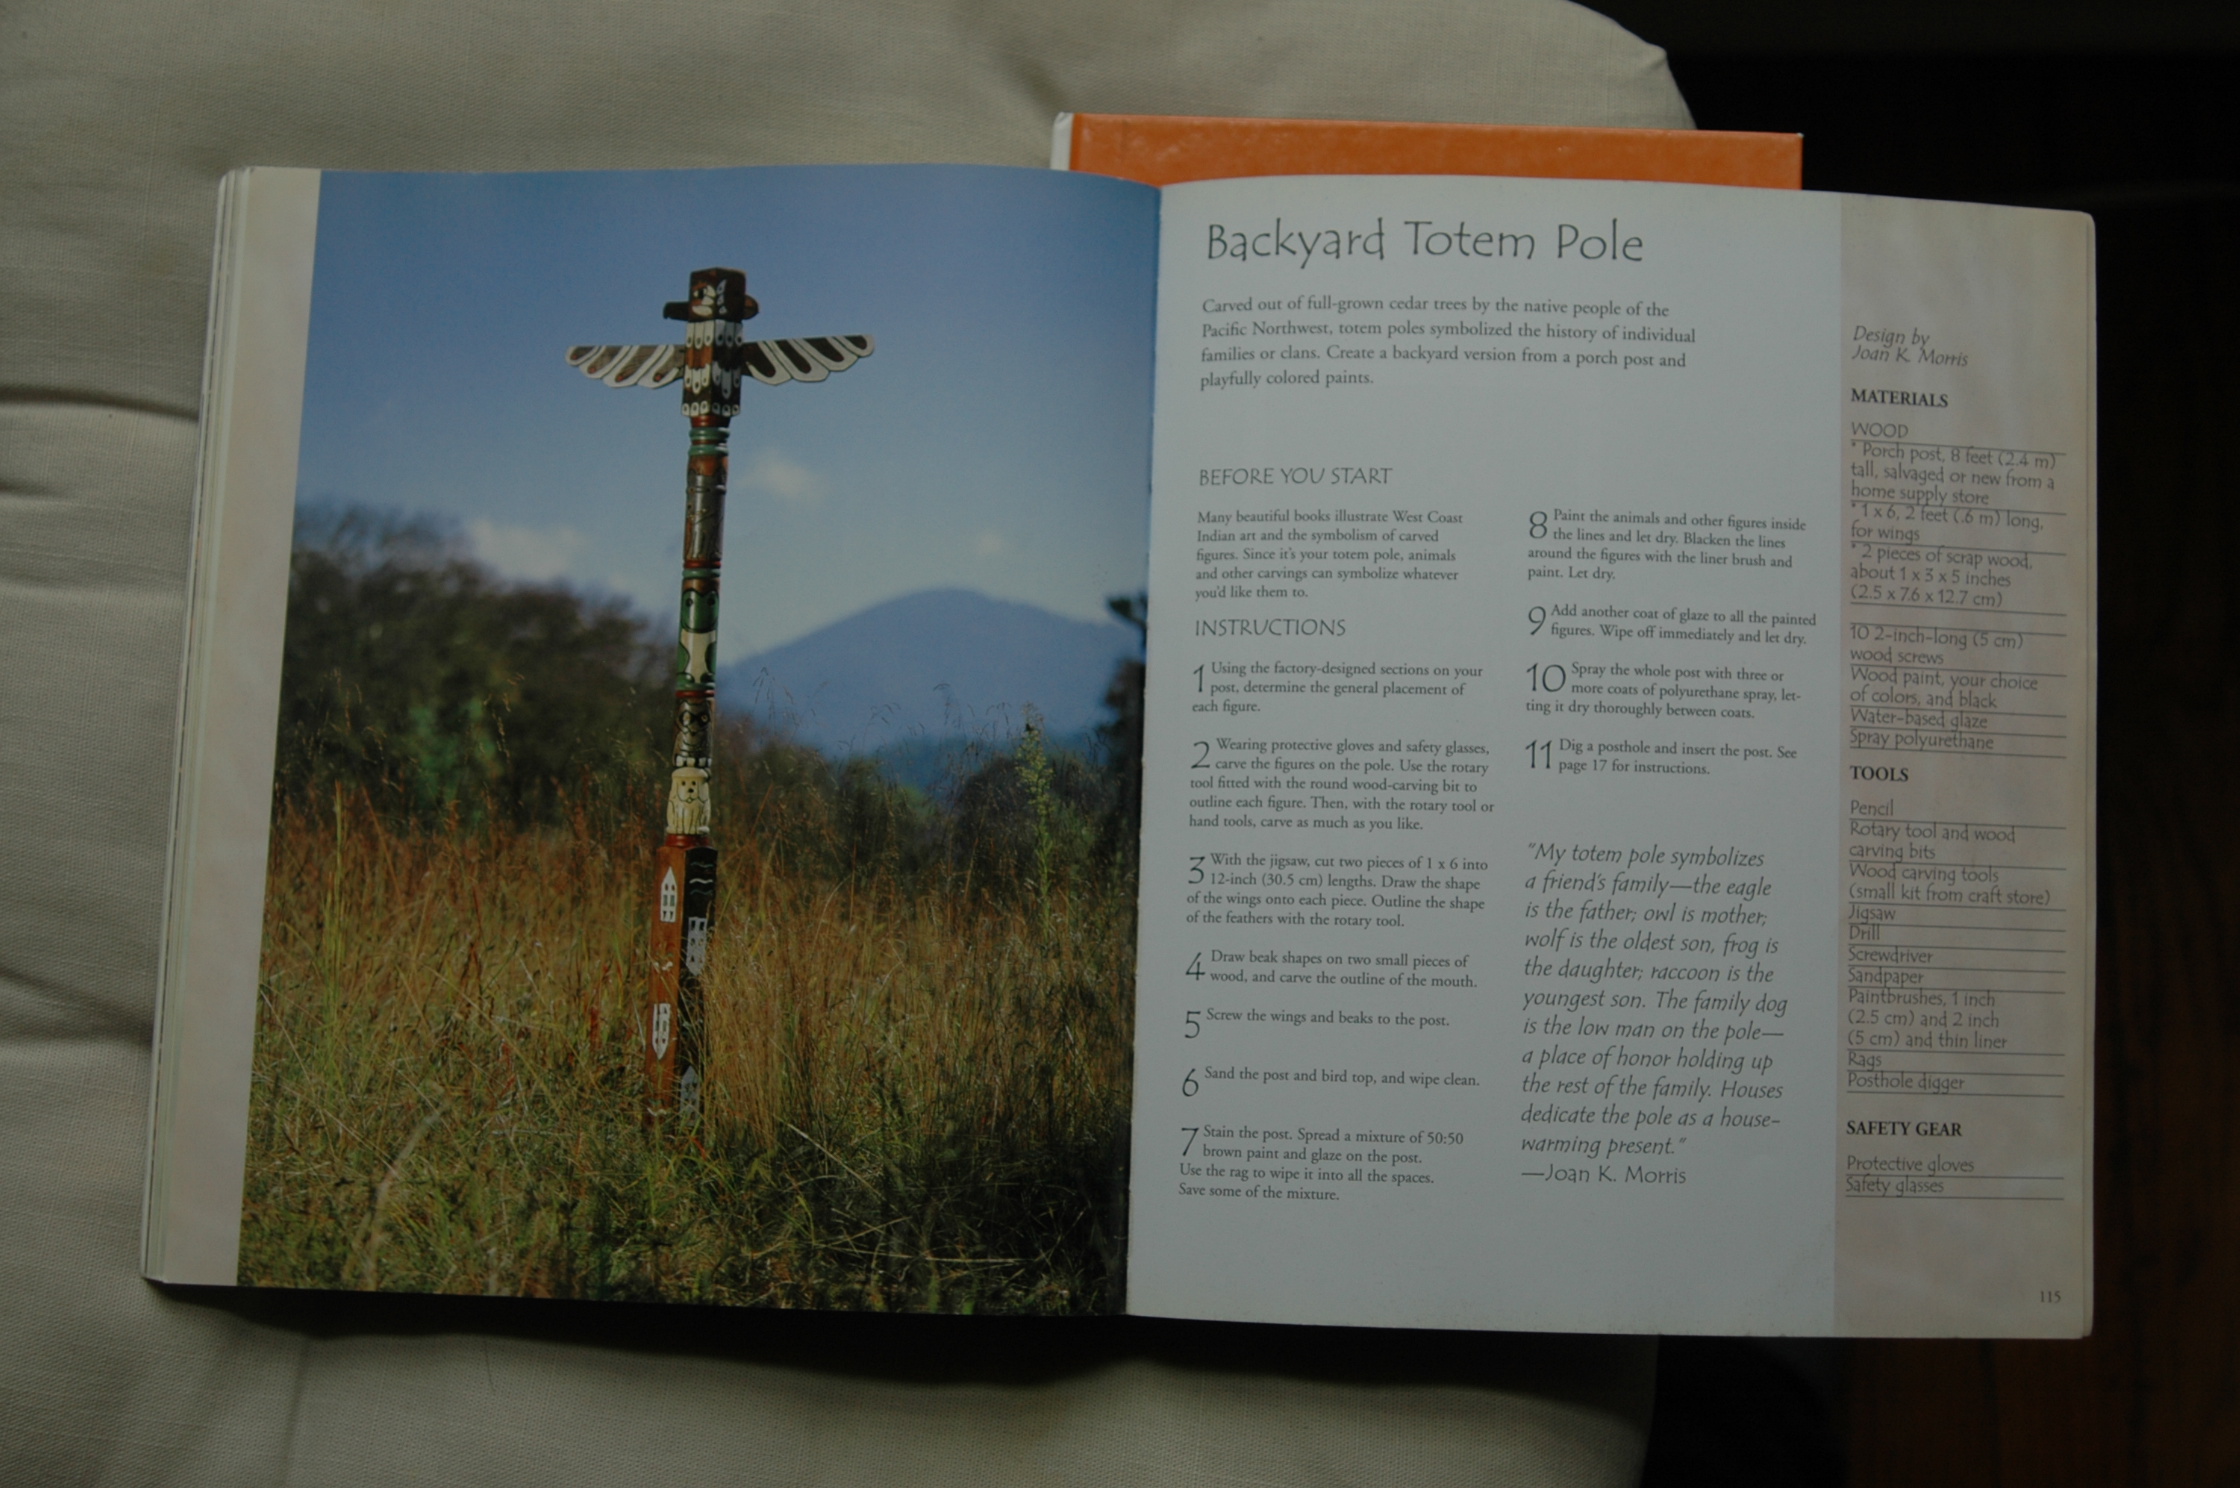 Backyard Totem Pole
Carved out of full-grown cedar trees by the native people of the
Pacific Northwest, totem poles symbolized the history of individual
families or clans. Create a backyard version from a porch post and
playfully colored paints.
BEFORE YOU START
Many beautiful books illustrate West Coast
Indian art and the symbolism of carved
figures. Since it's your totem pole, animals
and other carvings can symbolize whatever
you'd like them to.
INSTRUCTIONS
1 Using the factory-designed sections on your
post, determine the general placement of
each figure.
2 Wearing protective gloves and safety glasses,
carve the figures on the pole. Use the rotary
tool fitted with the round wood-carving bit to
outline each figure. Then, with the rotary tool or
hand tools, carve as much as you like.
3 With the jigsaw, cut two pieces of 1 x 6 into
12-inch (30.5 cm) lengths. Draw the shape
of the wings onto each piece. Outline the shape
of the feathers with the rotary tool.
4 Draw beak shapes on two small pieces of
wood, and carve the outline of the mouth.
5 Screw the wings and beaks to the post.
6 Sand the post and bird top, and wipe clean.
7 Stain the post. Spread a mixture of 50:50
brown paint and glaze on the post.
Use the rag to wipe it into all the spaces.
Save some of the mixture.
8 Paint the animals and other figures inside
the lines and let dry. Blacken the lines
around the figures with the liner brush and
paint. Let dry.
9 Add another coat of glaze to all the painted
figures. Wipe off immediately and let dry.
10 Spray the whole post with three or
more coats of polyurethane spray, let-
ting it dry thoroughly between coats.
11 Dig a posthole and insert the post. See
page 17 for instructions.
"My totem pole symbolizes
a friend's family—the eagle
is the father; owl is mother;
wolf is the oldest son, frog is
the daughter; raccoon is the
youngest son. The family dog
is the low man on the pole—
a place of honor holding up
the rest of the family. Houses
dedicate the pole as a house-
warming present."
—Joan K. Morris
Design by
Joan K. Morris
MATERIALS
WOOD
* Porch post, 8 feet (2.4 m)
tall, salvaged or new from a
home supply store
* 1 x 6, 2 feet (.6 m) long,
for wings
* 2 pieces of scrap wood,
about 1 x 3 x 5 inches
(2.5 x 7.6 x 12.7 cm)
10 2-inch-long (5 cm)
wood screws
Wood paint, your choice
of colors, and black
Water-based glaze
Spray polyurethane
TOOLS
Pencil
Rotary tool and wood
carving bits
Wood carving tools
(small kit from craft store)
Jigsaw
Drill
Screwdriver
Sandpaper
Paintbrushes, 1 inch
(2.5 cm) and 2 inch
(5 cm) and thin liner
Rags
Posthole digger
SAFETY GEAR
Protective gloves
Safety glasses
115